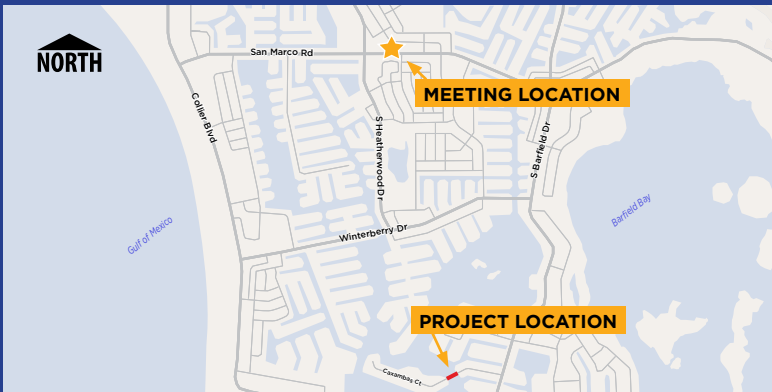 NORTH
San Marco Rd
MEETING LOCATION
Collier Blvd
S Heatherwood Dr
S Barfield Dr
Gulf of Mexico
Barfield Bay
Winterberry Dr
PROJECT LOCATION
Caxambas Ct